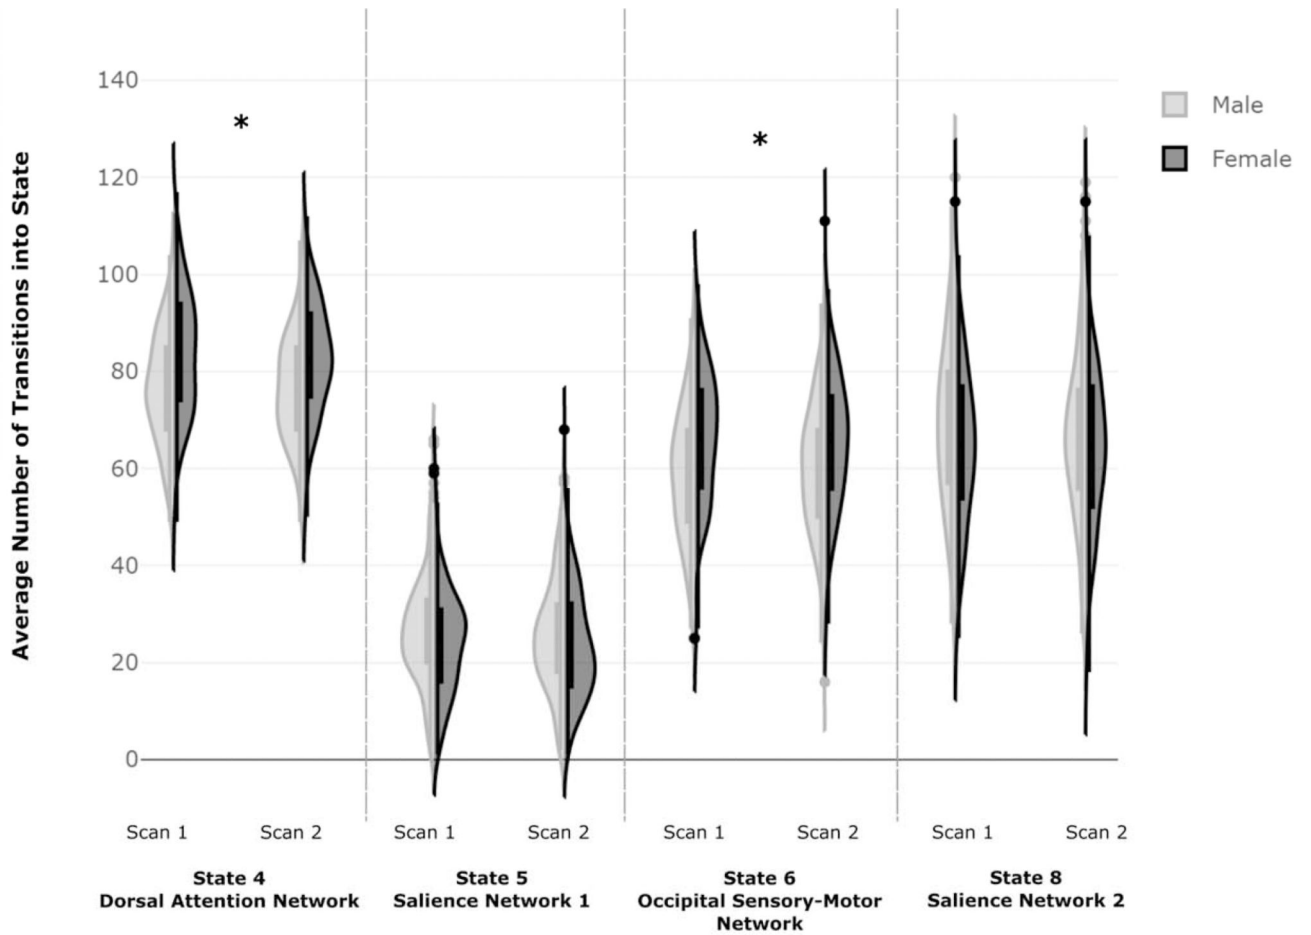 Average Number of Transitions into State
140
120
100
80
60
40
20
0
*
*
Male
Female
Scan 1 Scan 2 Scan 1 Scan 2 Scan 1 Scan 2 Scan 1 Scan 2
State 4
Dorsal Attention Network
State 5
Salience Network 1
State 6
Occipital Sensory-Motor
Network
State 8
Salience Network 2